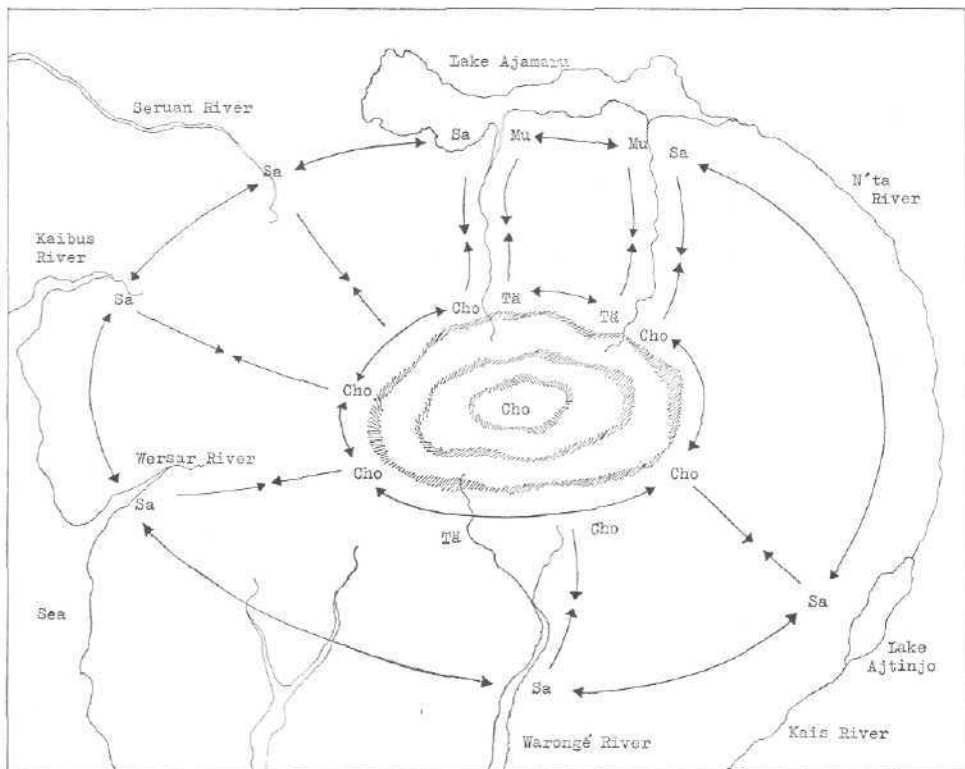 Lake Ajamaru
Seruan River
Sa
Mu
Mu
Sa
Sa
N'ta
River
Kaibus
River
Sa
Cho
Tä
Tä
Cho
Cho
Cho
Wersar River
Cho
Cho
Sa
Tä
Cho
Sea
Sa
Lake
Ajtinjo
Sa
Warongé River
Kais River